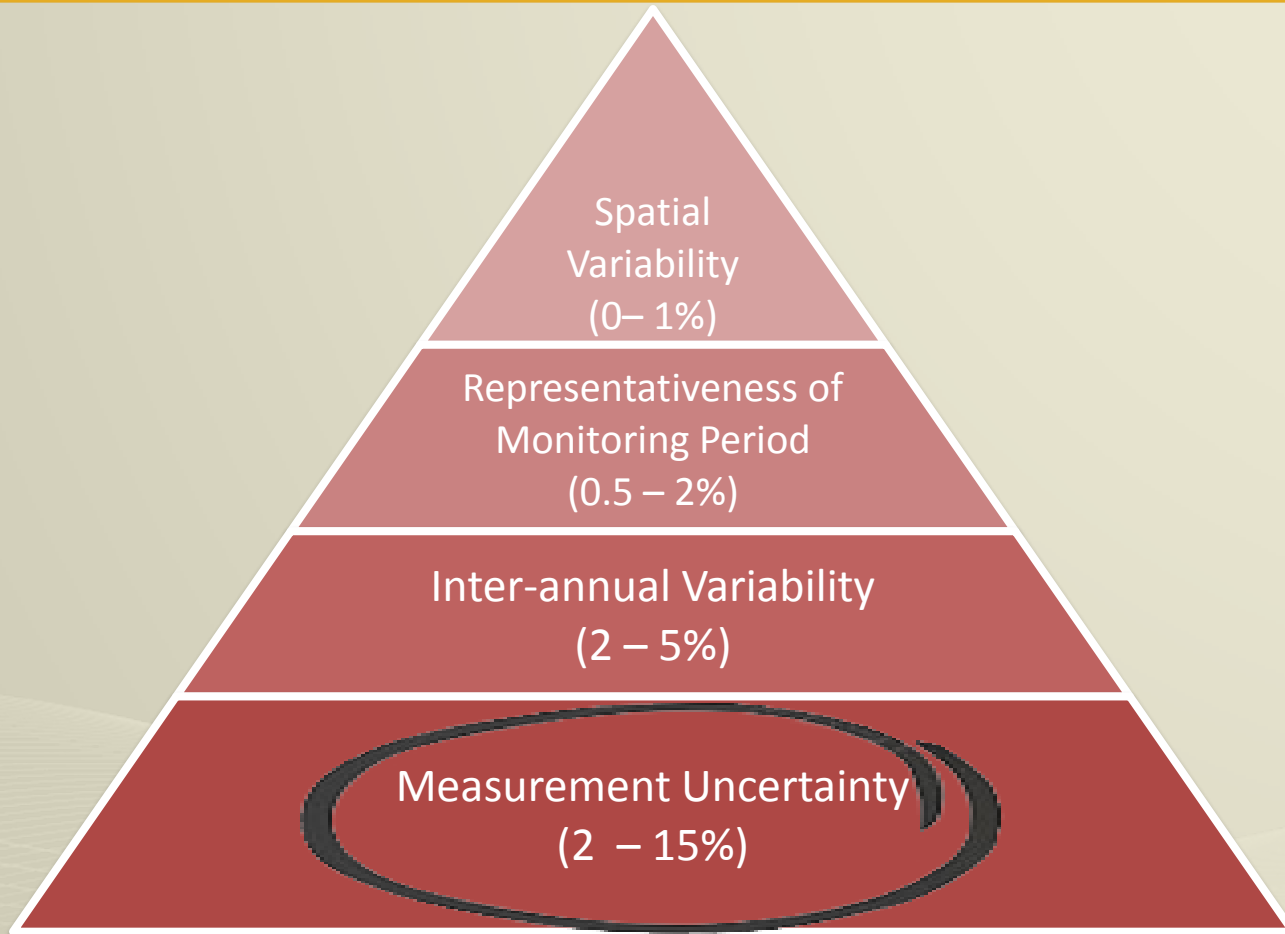 Spatial
Variability
(0– 1%)
Representativeness of
Monitoring Period
(0.5 – 2%)
Inter-annual Variability
(2 – 5%)
Measurement Uncertainty
(2  – 15%)